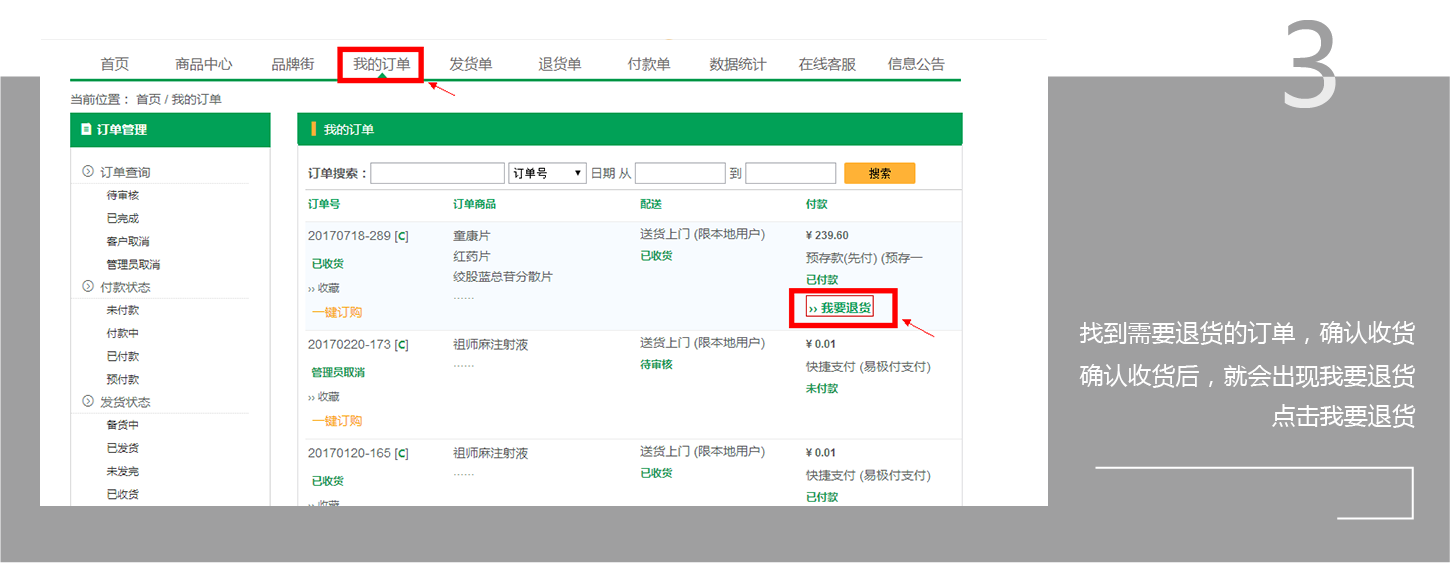 3
首页 商品中心 品牌街 我的订单 发货单 退货单 付款单 数据统计 在线客服 信息公告
当前位置： 首页 / 我的订单
订单管理
订单查询
待审核
已完成
客户取消
管理员取消
付款状态
未付款
付款中
已付款
预付款
发货状态
备货中
已发货
未发完
已收货
我的订单
订单搜索： 订单号 日期 从 到 搜索
订单号 订单商品 配送 付款
20170718-289 [C] 童康片 送货上门 (限本地用户) ¥ 239.60
红药片 已收货 预存款(先付) (预存一
已收货 绞股蓝总苷分散片 已付款
›› 收藏 ...... ›› 我要退货
一键订购
20170220-173 [C] 祖师麻注射液 送货上门 (限本地用户) ¥ 0.01
...... 待审核 快捷支付 (易极付支付)
管理员取消 未付款
›› 收藏
一键订购
20170120-165 [C] 祖师麻注射液 送货上门 (限本地用户) ¥ 0.01
...... 已收货 快捷支付 (易极付支付)
已收货 已付款
›› 收藏
找到需要退货的订单，确认收货
确认收货后，就会出现我要退货
点击我要退货